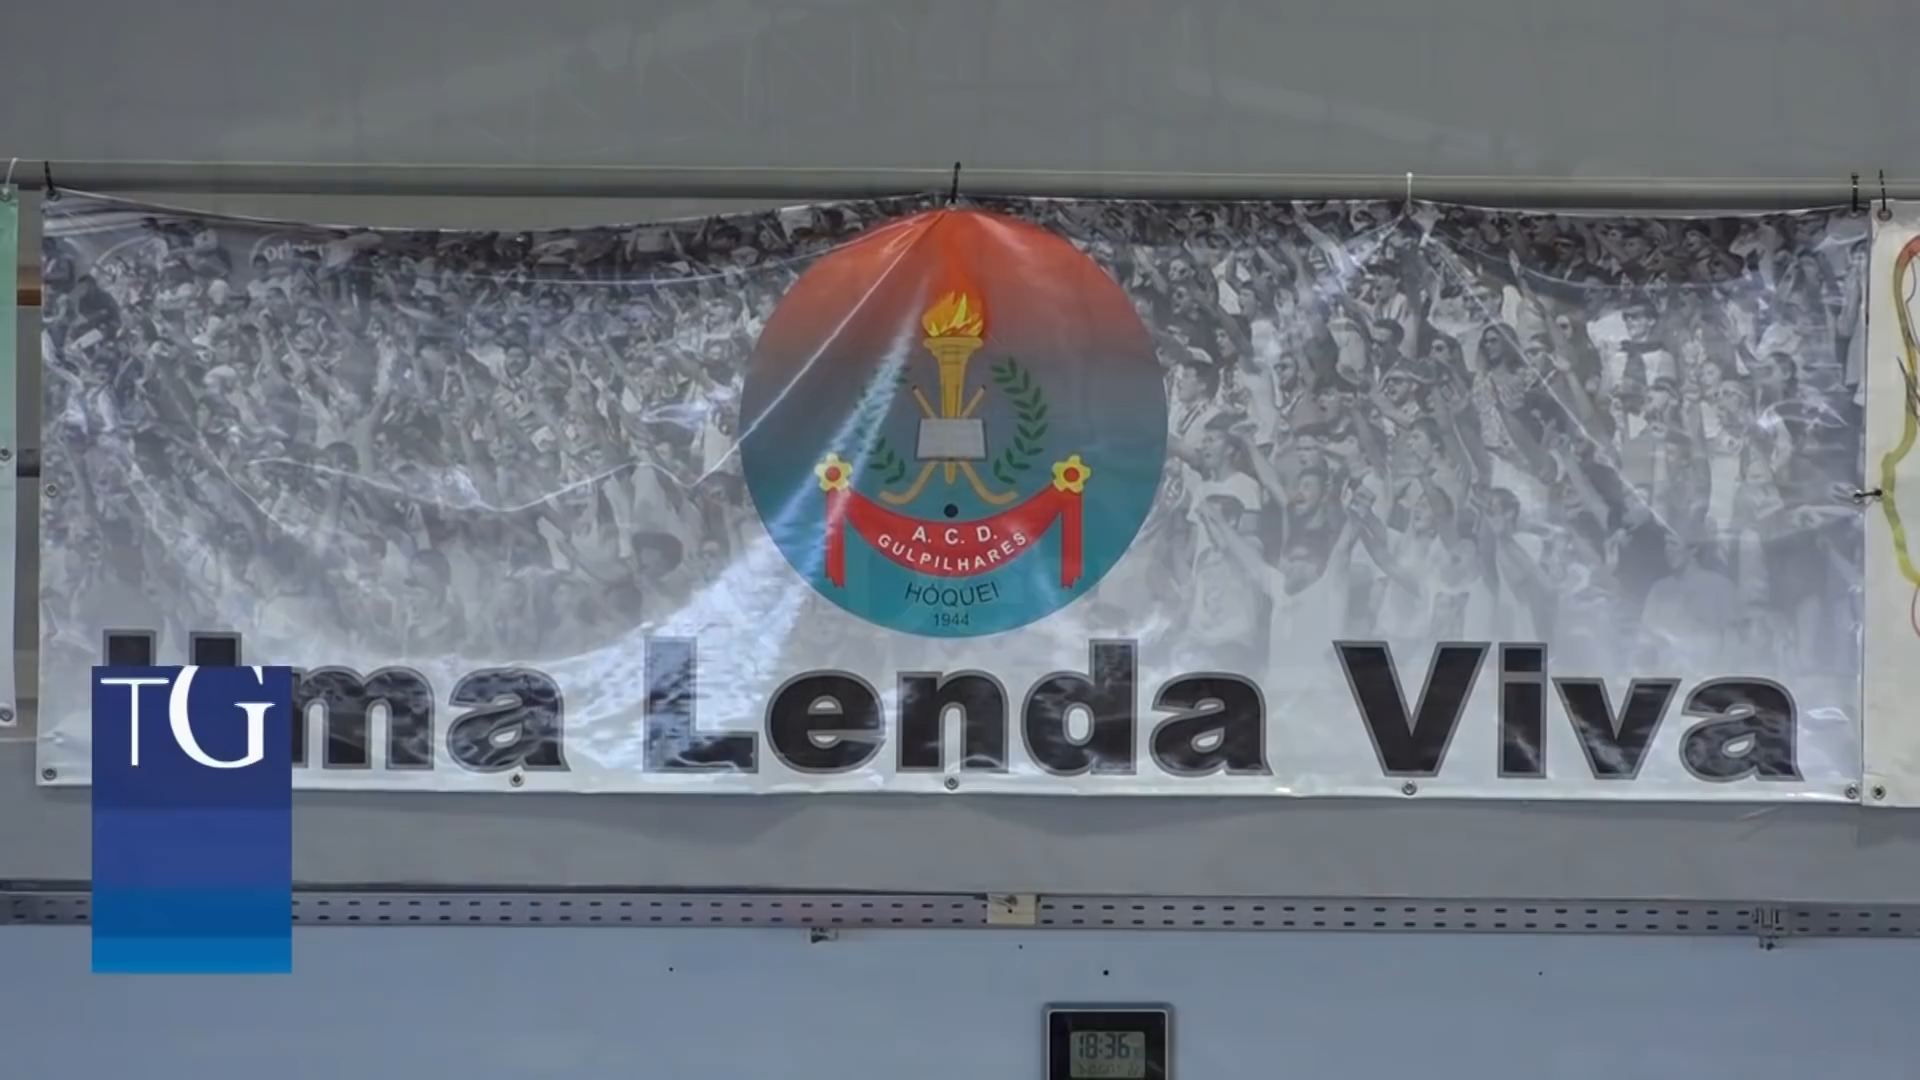 A. C. D.
GULPILHARES
HÓQUEI
1944
Uma Lenda Viva
TG
18:36